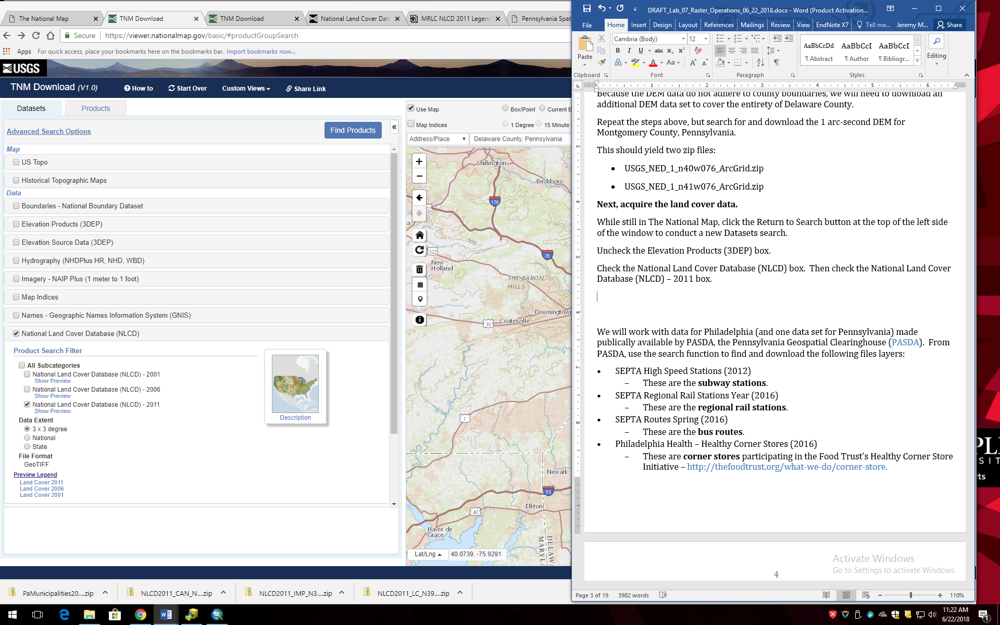 The National Map
TNM Download
TNM Download
National Land Cover Data
MRLC NLCD 2011 Legen
Pennsylvania Spat
Secure
https://viewer.nationalmap.gov/basic/#productGroupSearch
Apps
For quick access, place your bookmarks here on the bookmarks bar. Import bookmarks now...
USGS
TNM Download (V1.0)
How to
Start Over
Custom Views
Share Link
Datasets
Products
Advanced Search Options
Find Products
«
Map
US Topo
Historical Topographic Maps
Data
Boundaries - National Boundary Dataset
Elevation Products (3DEP)
Elevation Source Data (3DEP)
Hydrography (NHDPlus HR, NHD, WBD)
Imagery - NAIP Plus (1 meter to 1 foot)
Map Indices
Names - Geographic Names Information System (GNIS)
National Land Cover Database (NLCD)
Product Search Filter
All Subcategories
National Land Cover Database (NLCD) - 2001
Show Preview
National Land Cover Database (NLCD) - 2006
Show Preview
National Land Cover Database (NLCD) - 2011
Show Preview
Data Extent
3 x 3 degree
National
State
File Format
GeoTIFF
Preview Legend
Land Cover 2011
Land Cover 2006
Land Cover 2001
Description
Use Map
Box/Point
Current E
Map Indices
1 Degree
15 Minute
Address/Place
Delaware County, Pennsylvania
Shillington
Birdsboro
176
22
500
322
76
New
Holland
THE BARON
HILLS
Downingtown
Coatesville
30
1
Newark
95
Elkton
40
Havre de
Grace
DELAWA
MARYLA
Lat/Lng
40.0739, -75.9291
PaMunicipalities20....zip
NLCD2011_CAN_N....zip
NLCD2011_IMP_N3....zip
NLCD2011_LC_N39....zip
DRAFT_Lab_07_Raster_Operations_06_22_2018.docx - Word (Product Activation...
File
Home
Insert
Design
Layout
References
Mailings
Review
View
EndNote X7
Tell me...
Jeremy M...
Share
Paste
Cambria (Body)
12
AaBbCcDd
¶ Abstract
AaBbCcI
¶ Author
AaBbCcI
¶ Bibliogr...
Editing
Clipboard
Font
Paragraph
Styles
1 2 3 4 5 6
Because the DEM data do not adhere to county boundaries, we will need to download an
additional DEM data set to cover the entirety of Delaware County.
Repeat the steps above, but search for and download the 1 arc-second DEM for
Montgomery County, Pennsylvania.
This should yield two zip files:
• USGS_NED_1_n40w076_ArcGrid.zip
• USGS_NED_1_n41w076_ArcGrid.zip
Next, acquire the land cover data.
While still in The National Map, click the Return to Search button at the top of the left side
of the window to conduct a new Datasets search.
Uncheck the Elevation Products (3DEP) box.
Check the National Land Cover Database (NLCD) box.  Then check the National Land Cover
Database (NLCD) – 2011 box.
We will work with data for Philadelphia (and one data set for Pennsylvania) made
publically available by PASDA, the Pennsylvania Geospatial Clearinghouse (PASDA).  From
PASDA, use the search function to find and download the following files layers:
• SEPTA High Speed Stations (2012)
– These are the subway stations.
• SEPTA Regional Rail Stations Year (2016)
– These are the regional rail stations.
• SEPTA Routes Spring (2016)
– These are the bus routes.
• Philadelphia Health – Healthy Corner Stores (2016)
– These are corner stores participating in the Food Trust's Healthy Corner Store
Initiative – http://thefoodtrust.org/what-we-do/corner-store.
4
Activate Windows
Go to Settings to activate Windows.
Page 3 of 19
3982 words
110%
11:22 AM
6/22/2018